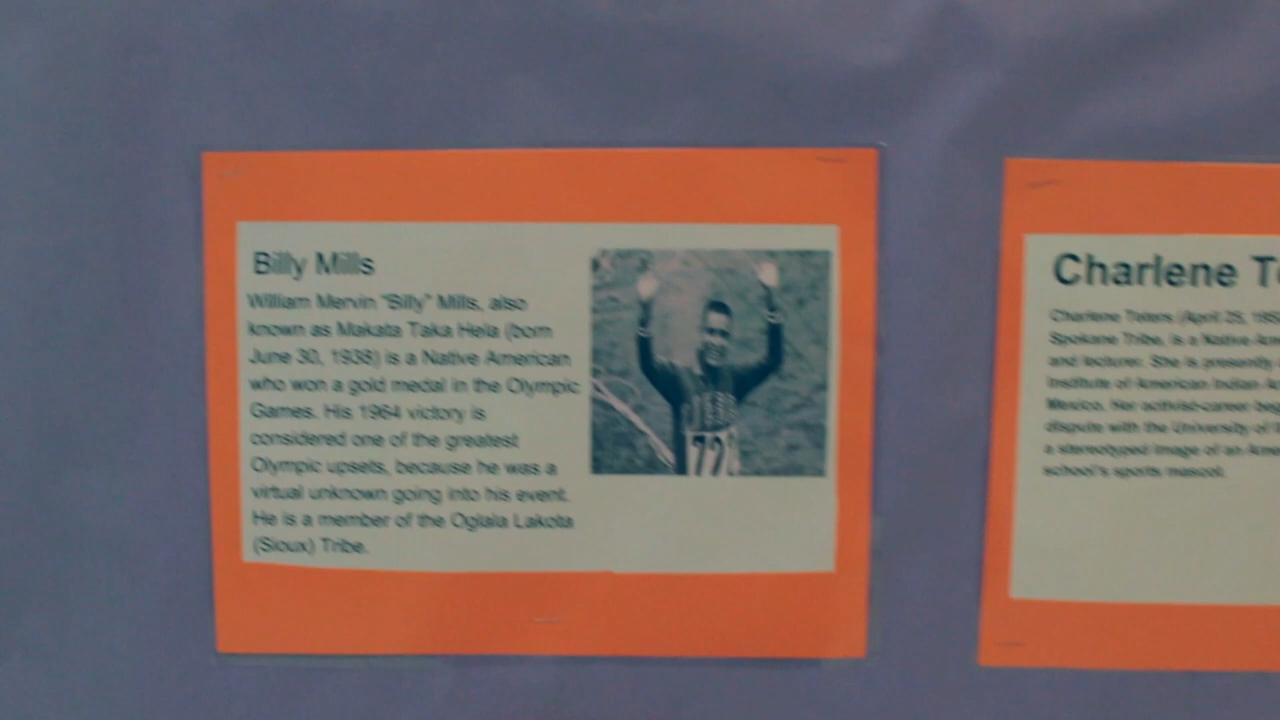 Billy Mills
William Mervin "Billy" Mills, also
known as Makata Taka Hela (born
June 30, 1938) is a Native American
who won a gold medal in the Olympic
Games. His 1964 victory is
considered one of the greatest
Olympic upsets, because he was a
virtual unknown going into his event.
He is a member of the Oglala Lakota
(Sioux) Tribe.
Charlene
Charlene Teters (April 25,
Spokane Tribe, is a Native
and lecturer. She is presently
Institute of American Indian
Mexico. Her activist-career
dispute with the University of
a stereotyped image of an
school's sports mascot.